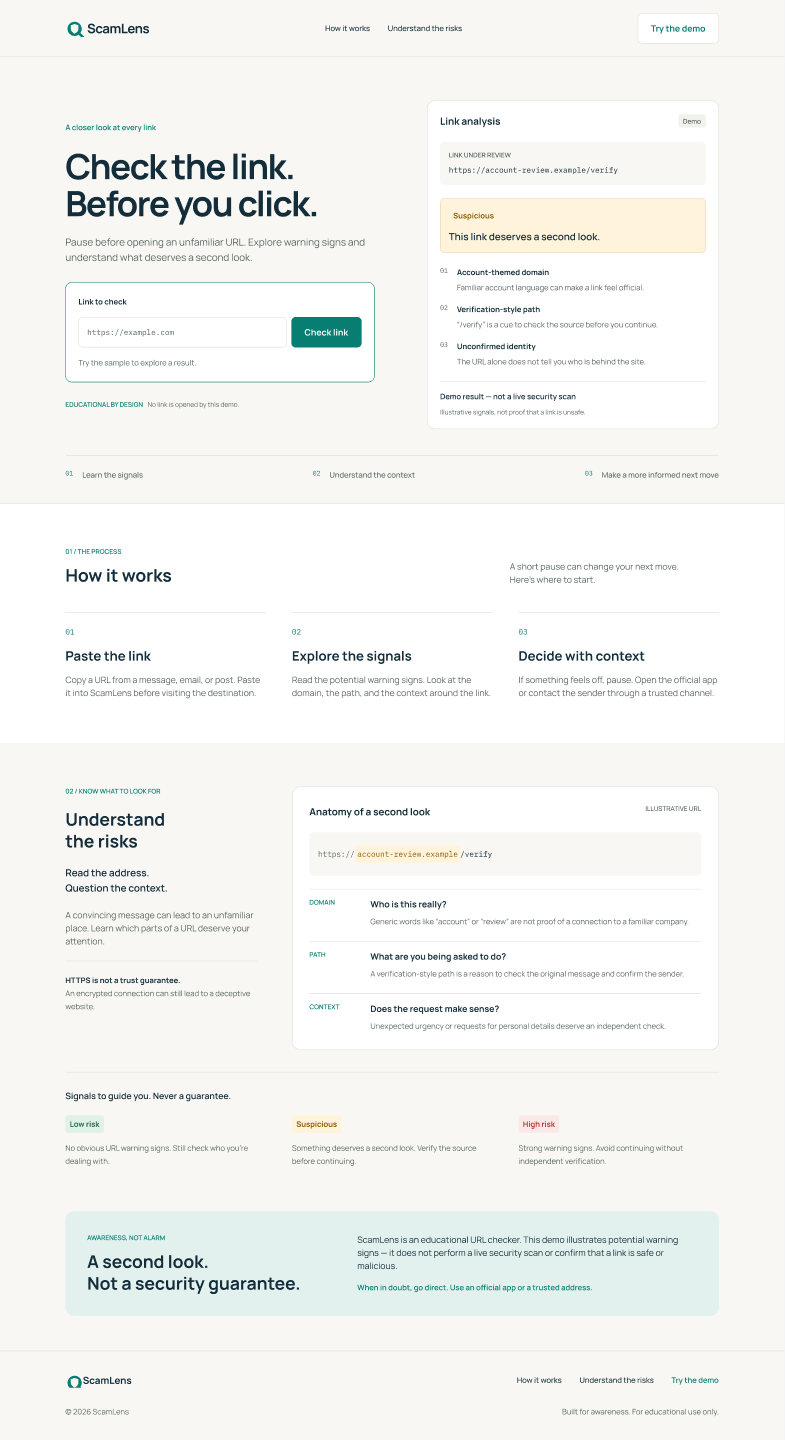 ScamLens
How it works
Understand the risks
Try the demo
A closer look at every link
Check the link.
Before you click.
Pause before opening an unfamiliar URL. Explore warning signs and
understand what deserves a second look.
Link to check
https://example.com
Check link
Try the sample to explore a result.
EDUCATIONAL BY DESIGN No link is opened by this demo.
Link analysis
Demo
LINK UNDER REVIEW
https://account-review.example/verify
Suspicious
This link deserves a second look.
01 Account-themed domain
Familiar account language can make a link feel official.
02 Verification-style path
"/verify" is a cue to check the source before you continue.
03 Unconfirmed identity
The URL alone does not tell you who is behind the site.
Demo result — not a live security scan
Illustrative signals, not proof that a link is unsafe.
01 Learn the signals
02 Understand the context
03 Make a more informed next move
01 / THE PROCESS
How it works
A short pause can change your next move.
Here's where to start.
01
Paste the link
Copy a URL from a message, email, or post. Paste
it into ScamLens before visiting the destination.
02
Explore the signals
Read the potential warning signs. Look at the
domain, the path, and the context around the link.
03
Decide with context
If something feels off, pause. Open the official app
or contact the sender through a trusted channel.
02 / KNOW WHAT TO LOOK FOR
Understand
the risks
Read the address.
Question the context.
A convincing message can lead to an unfamiliar
place. Learn which parts of a URL deserve your
attention.
HTTPS is not a trust guarantee.
An encrypted connection can still lead to a deceptive
website.
Anatomy of a second look
ILLUSTRATIVE URL
https://account-review.example/verify
DOMAIN
Who is this really?
Generic words like "account" or "review" are not proof of a connection to a familiar company.
PATH
What are you being asked to do?
A verification-style path is a reason to check the original message and confirm the sender.
CONTEXT
Does the request make sense?
Unexpected urgency or requests for personal details deserve an independent check.
Signals to guide you. Never a guarantee.
Low risk
No obvious URL warning signs. Still check who you're
dealing with.
Suspicious
Something deserves a second look. Verify the source
before continuing.
High risk
Strong warning signs. Avoid continuing without
independent verification.
AWARENESS, NOT ALARM
A second look.
Not a security guarantee.
ScamLens is an educational URL checker. This demo illustrates potential warning
signs — it does not perform a live security scan or confirm that a link is safe or
malicious.
When in doubt, go direct. Use an official app or a trusted address.
ScamLens
How it works
Understand the risks
Try the demo
© 2026 ScamLens
Built for awareness. For educational use only.